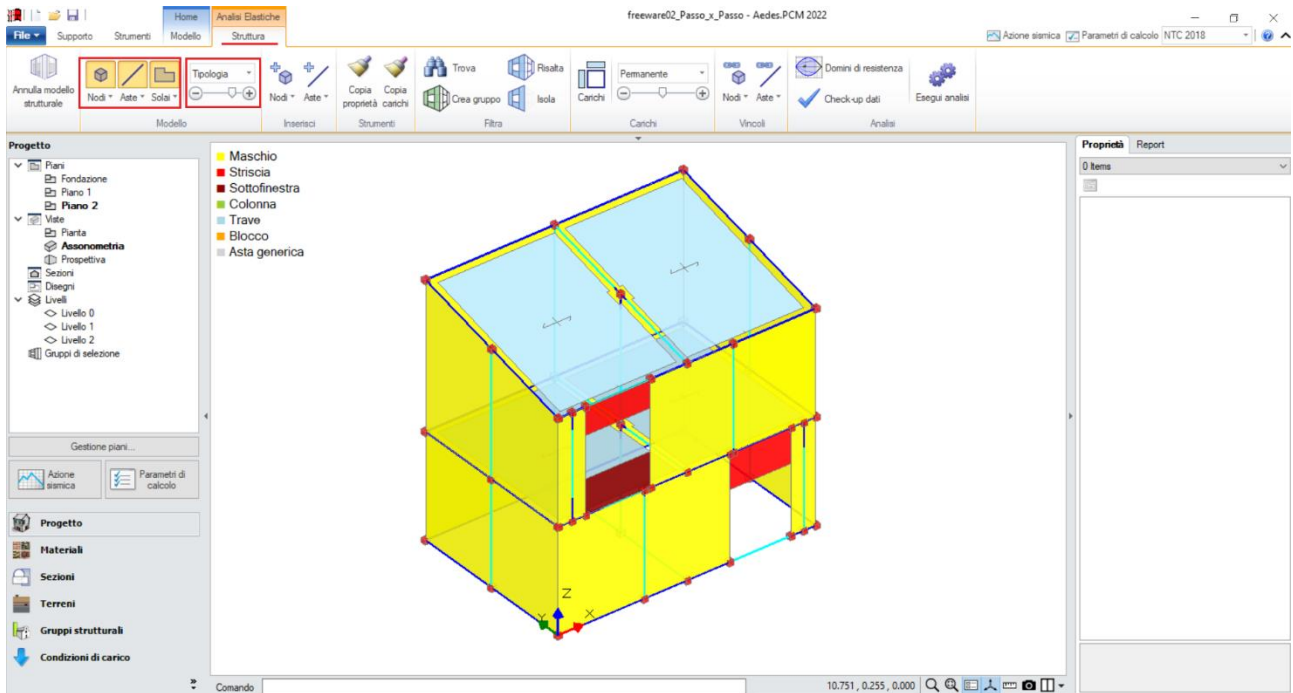 freeware02_Passo_x_Passo - Aedes.PCM 2022
Home
Analisi Elastiche
File
Supporto
Strumenti
Modello
Struttura
Azione sismica
Parametri di calcolo
NTC 2018
Annulla modello
strutturale
Nodi
Aste
Solai
Modello
Tipologia
Nodi
Aste
Inserisci
Copia
proprietà
Copia
carichi
Strumenti
Trova
Crea gruppo
Risalta
Isola
Filtra
Carichi
Permanente
Carichi
Nodi
Aste
Vincoli
Domini di resistenza
Check-up dati
Esegui analisi
Analisi
Progetto
Piani
Fondazione
Piano 1
Piano 2
Viste
Pianta
Assonometria
Prospettiva
Sezioni
Disegni
Livelli
Livello 0
Livello 1
Livello 2
Gruppi di selezione
Gestione piani...
Azione
sismica
Parametri di
calcolo
Progetto
Materiali
Sezioni
Terreni
Gruppi strutturali
Condizioni di carico
Maschio
Striscia
Sottofinestra
Colonna
Trave
Blocco
Asta generica
Z
Y
X
Proprietà
Report
0 Items
Comando
10.751 , 0.255 , 0.000